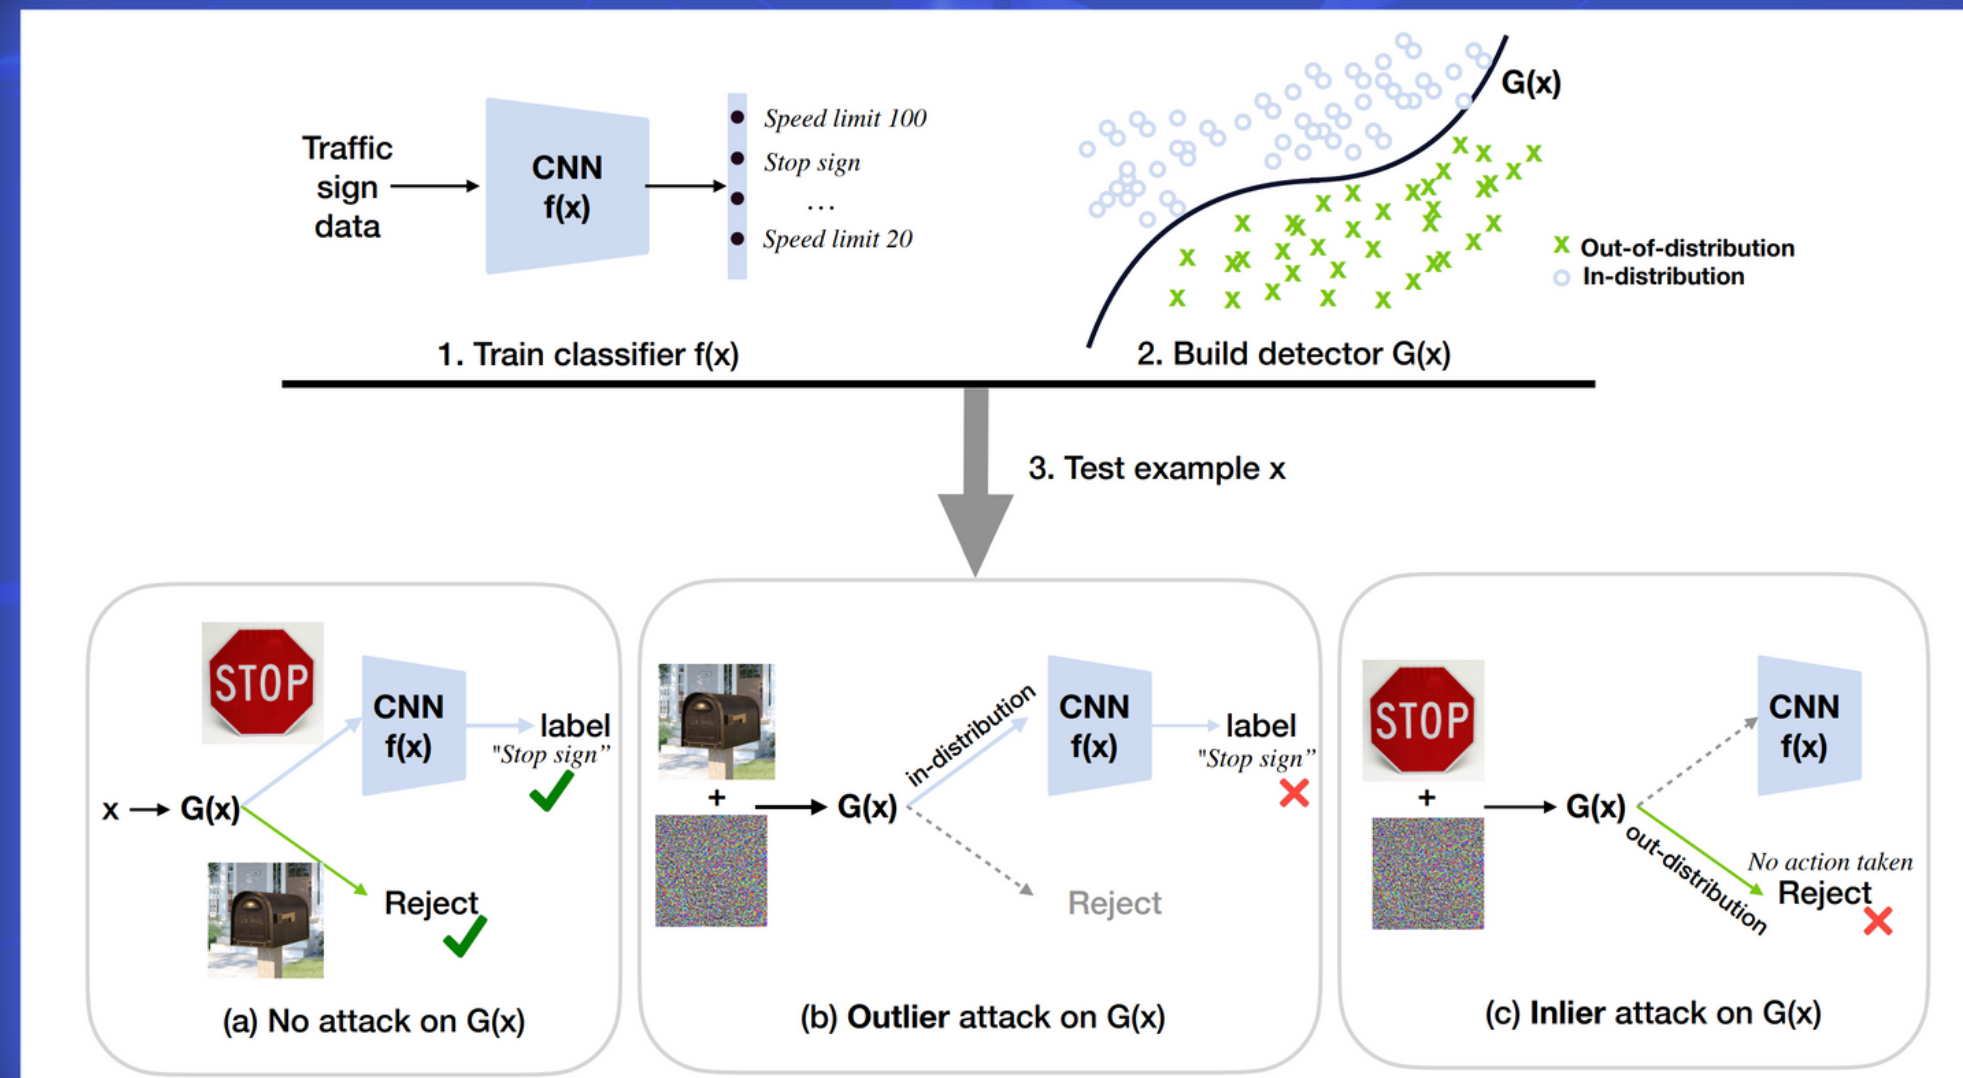 Traffic
sign
data
CNN
f(x)
Speed limit 100
Stop sign
...
Speed limit 20
1. Train classifier f(x)
G(x)
x Out-of-distribution
In-distribution
2. Build detector G(x)
3. Test example x
STOP
CNN
f(x)
label
"Stop sign”
x
G(x)
Reject
(a) No attack on G(x)
+
G(x)
in-distribution
CNN
f(x)
label
"Stop sign”
Reject
(b) Outlier attack on G(x)
STOP
+
G(x)
CNN
f(x)
out-distribution
No action taken
Reject
(c) Inlier attack on G(x)